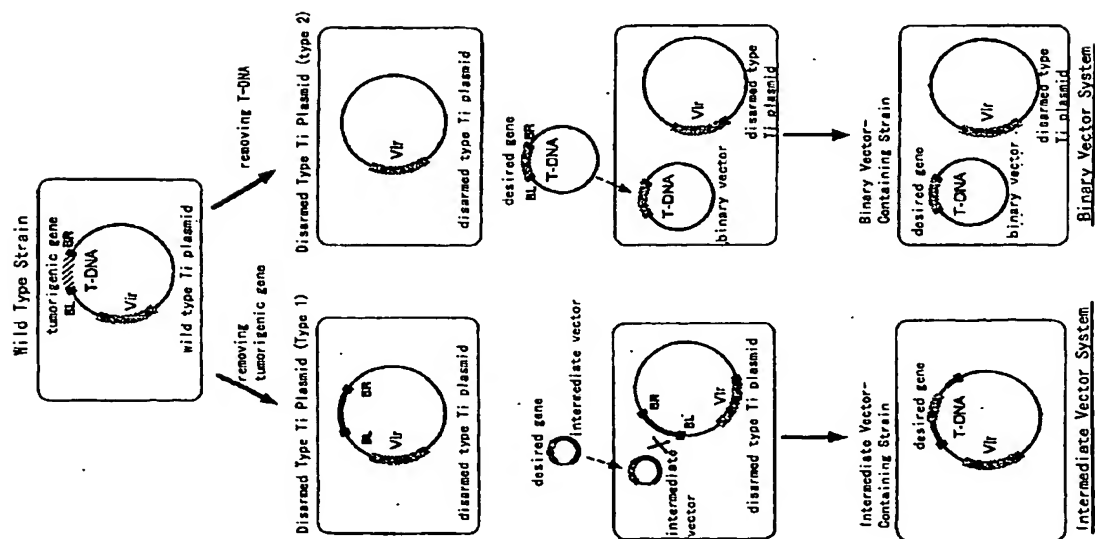 Wild Type Strain
tumorigenic gene
BL
BR
T-DNA
Vir
wild type Ti plasmid
removing
tumorigenic gene
removing T-DNA
Disarmed Type Ti Plasmid (Type 1)
BL
BR
Vir
disarmed type Ti plasmid
Disarmed Type Ti Plasmid (type 2)
Vir
disarmed type Ti plasmid
desired gene
intermediate vector
intermediate
vector
BR
BL
Vir
disarmed type Ti plasmid
desired gene
BL
BR
T-DNA
T-DNA
binary vector
Vir
disarmed type
Ti plasmid
Intermediate Vector-
Containing Strain
desired gene
T-DNA
Vir
Intermediate Vector System
Binary Vector-
Containing Strain
desired gene
T-DNA
binary vector
Vir
disarmed type
Ti plasmid
Binary Vector System